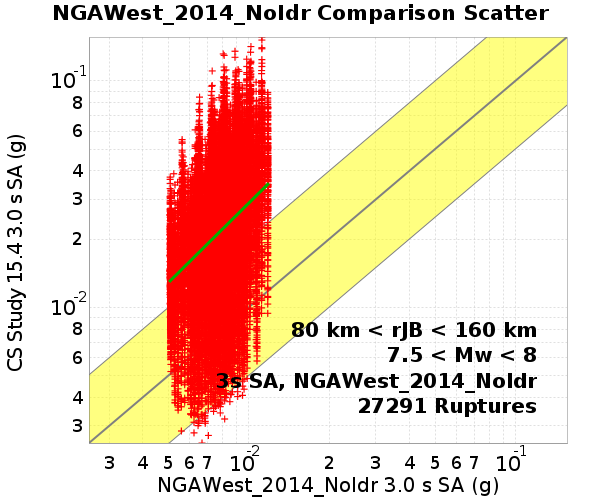 NGAWest_2014_NoIdr Comparison Scatter
CS Study 15.4 3.0 s SA (g)
10-1
8
6
4
3
2
10-2
8
6
4
3
80 km < rJB < 160 km
7.5 < Mw < 8
3s SA, NGAWest_2014_NoIdr
27291 Ruptures
3 4 5 6 7 10-2 2 3 4 5 6 7 10-1
NGAWest_2014_NoIdr 3.0 s SA (g)